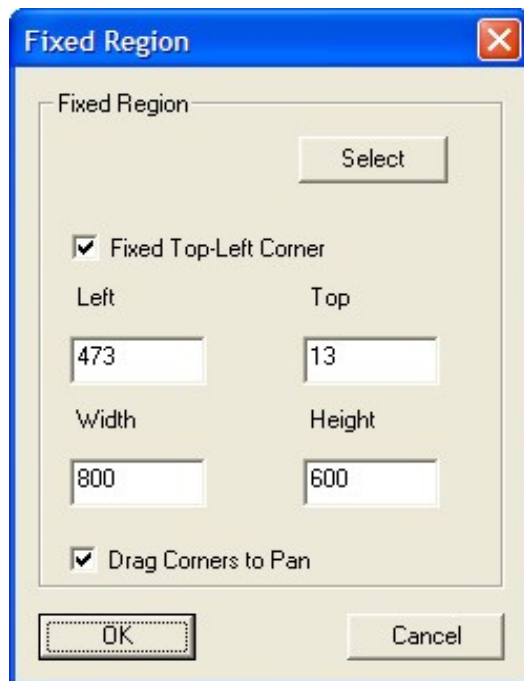 Fixed Region
Fixed Region
Select
Fixed Top-Left Corner
Left Top
473 13
Width Height
800 600
Drag Corners to Pan
OK Cancel